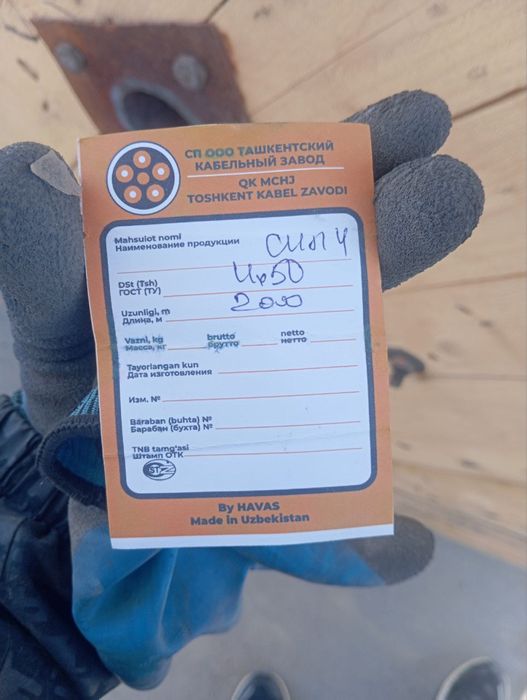 СП ООО ТАШКЕНТСКИЙ
КАБЕЛЬНЫЙ ЗАВОД
QK MCHJ
TOSHKENT KABEL ZAVODI
Mahsulot nomi
Наименование продукции СИП 4
4х50
DSt (Tsh)
ГОСТ (ТУ)
Uzunligi, m
Длина, м 2000
Vazni, kg brutto netto
Масса, кг брутто нетто
Tayorlangan kun
Дата изготовления
Изм. №
Baraban (buhta) №
Барабан (бухта) №
TNB tamg'asi
Штамп ОТК
ST
By HAVAS
Made in Uzbekistan